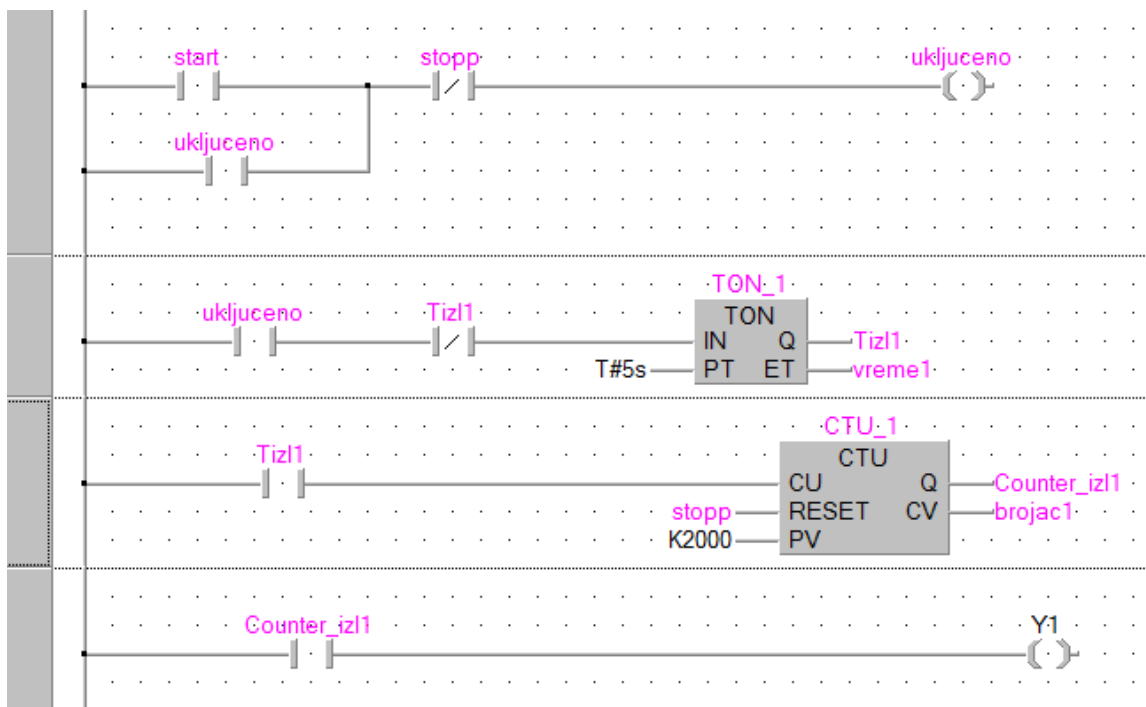 start stopp ukljuceno
ukljuceno
TON_1
ukljuceno Tizl1 TON
IN Q Tizl1
T#5s PT ET vreme1
CTU_1
Tizl1 CTU
CU Q Counter_izl1
stopp RESET CV brojac1
K2000 PV
Counter_izl1 Y1